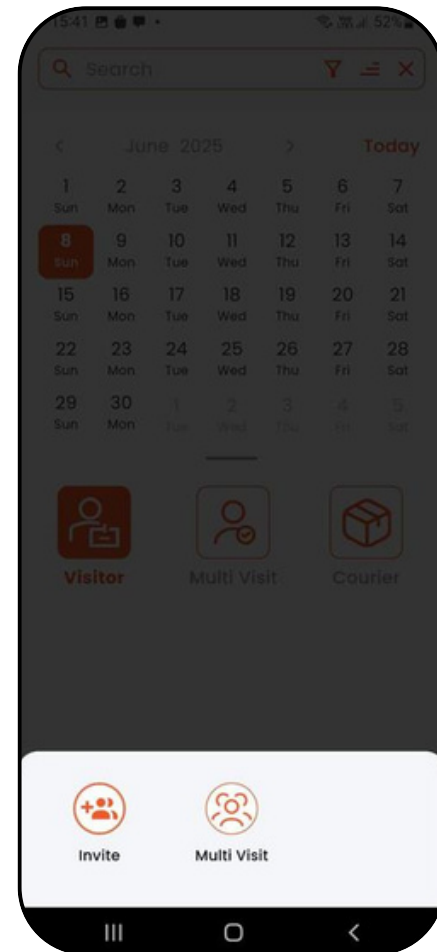 15:41 52%
Search
June 2025 Today
1 2 3 4 5 6 7
Sun Mon Tue Wed Thu Fri Sat
8 9 10 11 12 13 14
Sun Mon Tue Wed Thu Fri Sat
15 16 17 18 19 20 21
Sun Mon Tue Wed Thu Fri Sat
22 23 24 25 26 27 28
Sun Mon Tue Wed Thu Fri Sat
29 30 1 2 3 4 5
Sun Mon Tue Wed Thu Fri Sat
Visitor Multi Visit Courier
Invite Multi Visit